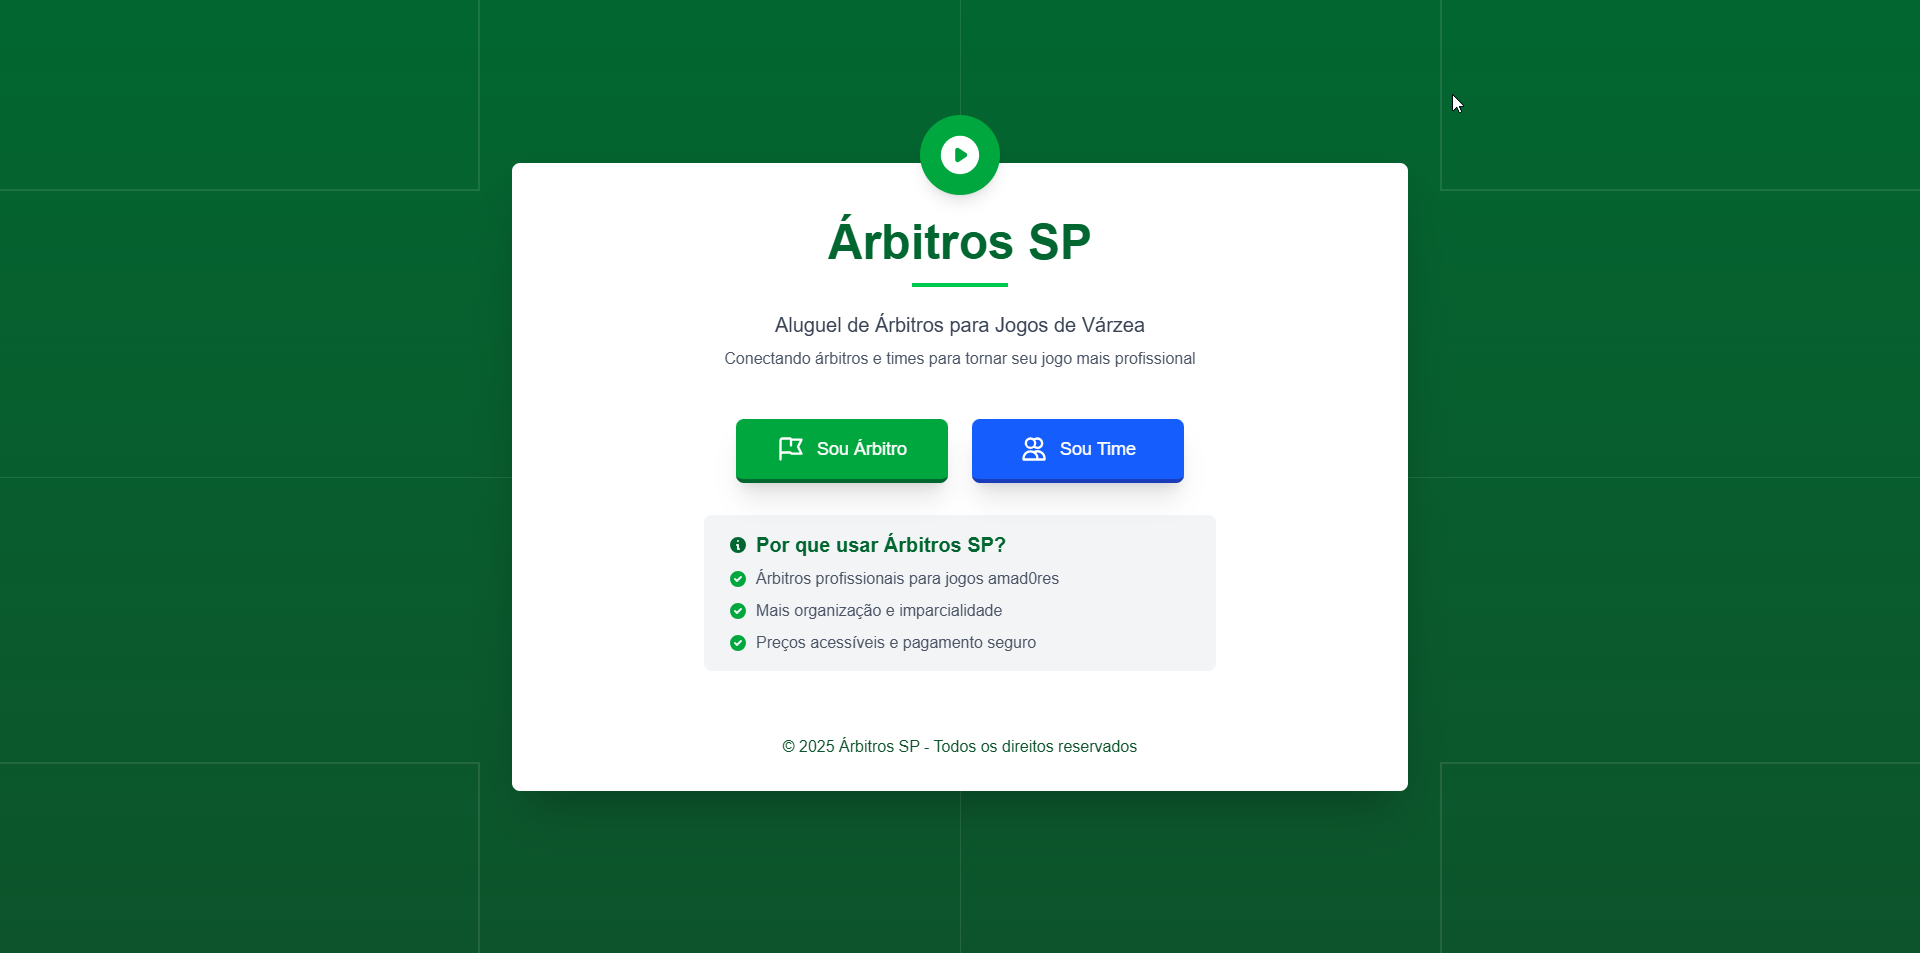 Árbitros SP
Aluguel de Árbitros para Jogos de Várzea
Conectando árbitros e times para tornar seu jogo mais profissional
Sou Árbitro
Sou Time
Por que usar Árbitros SP?
Árbitros profissionais para jogos amad0res
Mais organização e imparcialidade
Preços acessíveis e pagamento seguro
© 2025 Árbitros SP - Todos os direitos reservados